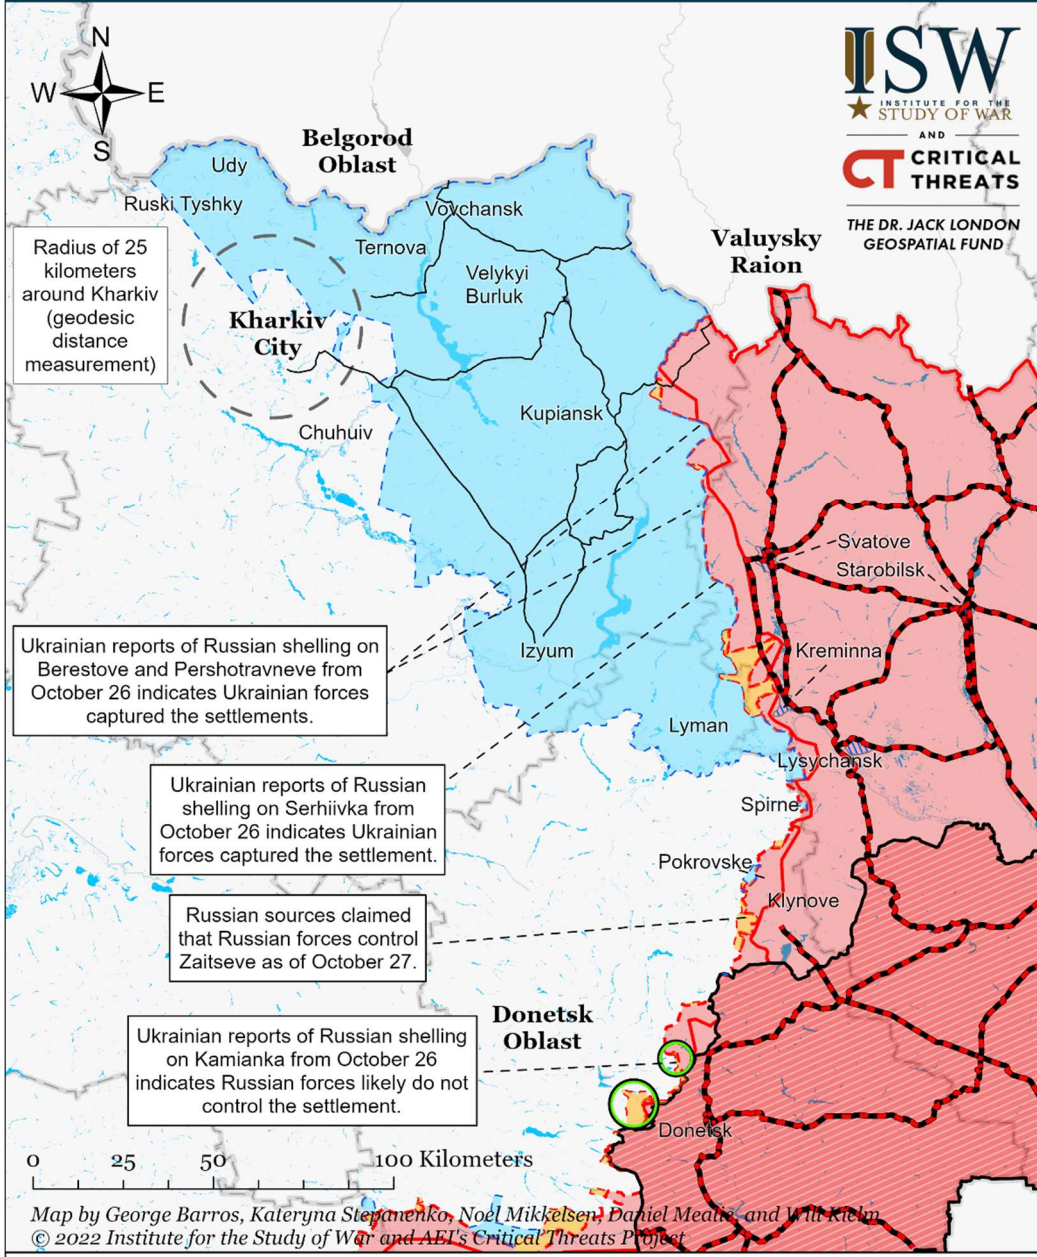 N
W E
S
ISW
INSTITUTE FOR THE
STUDY OF WAR
AND
CT CRITICAL
THREATS
THE DR. JACK LONDON
GEOSPATIAL FUND
Belgorod
Oblast
Udy
Ruski Tyshky
Vovchansk
Ternova
Valuysky
Raion
Radius of 25
kilometers
around Kharkiv
(geodesic
distance
measurement)
Velykyi
Burluk
Kharkiv
City
Kupiansk
Chuhuiv
Svatove
Starobilsk
Ukrainian reports of Russian shelling on
Berestove and Pershotravneve from
October 26 indicates Ukrainian forces
captured the settlements.
Izyum
Kreminna
Lyman
Lysychansk
Ukrainian reports of Russian
shelling on Serhiivka from
October 26 indicates Ukrainian
forces captured the settlement.
Spirne
Pokrovske
Klynove
Russian sources claimed
that Russian forces control
Zaitseve as of October 27.
Donetsk
Oblast
Ukrainian reports of Russian shelling
on Kamianka from October 26
indicates Russian forces likely do not
control the settlement.
Donetsk
0 25 50 100 Kilometers
Map by George Barros, Kateryna Stepanenko, Noel Mikkelsen, Daniel Mealie, and Will Kielm
© 2022 Institute for the Study of War and AEI's Critical Threats Project